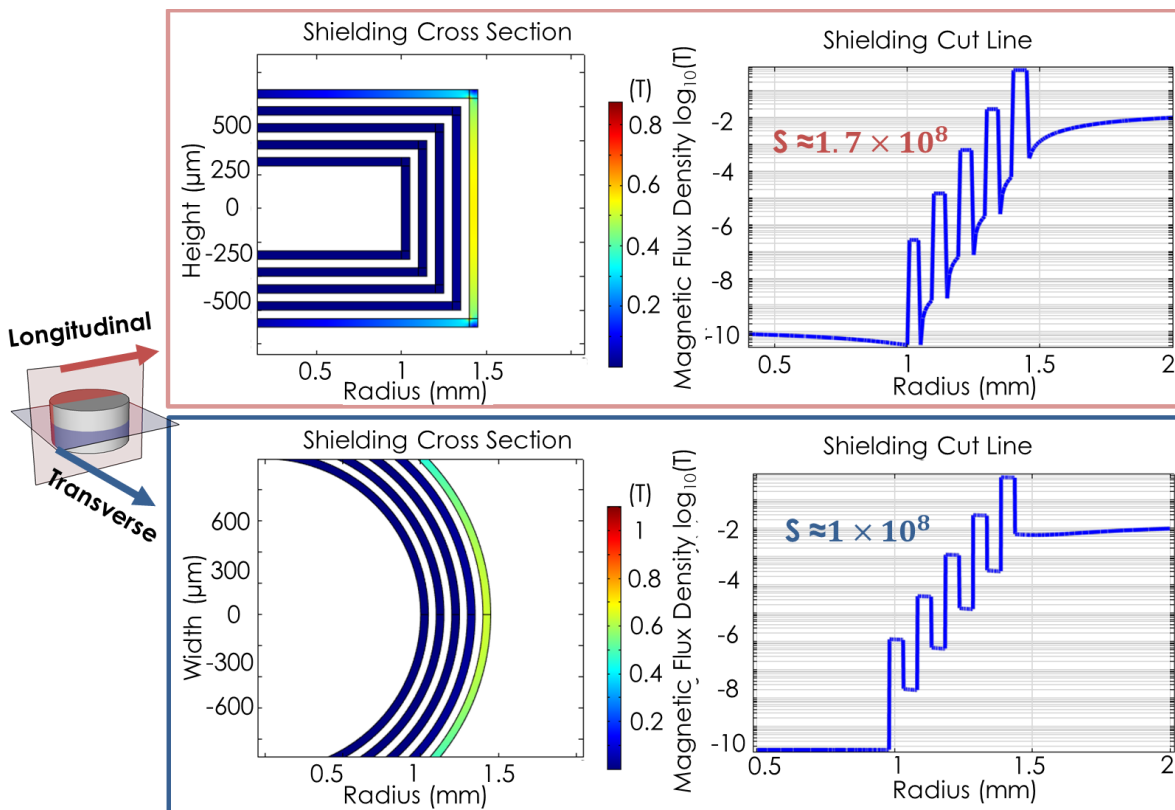 Shielding Cross Section
Height (μm)
500
250
0
-250
-500
0.5
1
1.5
Radius (mm)
(T)
0.8
0.6
0.4
0.2
Shielding Cut Line
Magnetic Flux Density log₁₀(T)
S ≈1.7 × 10⁸
-2
-4
-6
-8
-10
0.5
1
1.5
2
Radius (mm)
Longitudinal
Transverse
Shielding Cross Section
Width (μm)
600
300
0
-300
-600
0.5
1
1.5
Radius (mm)
(T)
1
0.8
0.6
0.4
0.2
Shielding Cut Line
Magnetic Flux Density log₁₀(T)
S ≈1 × 10⁸
-2
-4
-6
-8
-10
0.5
1
1.5
2
Radius (mm)